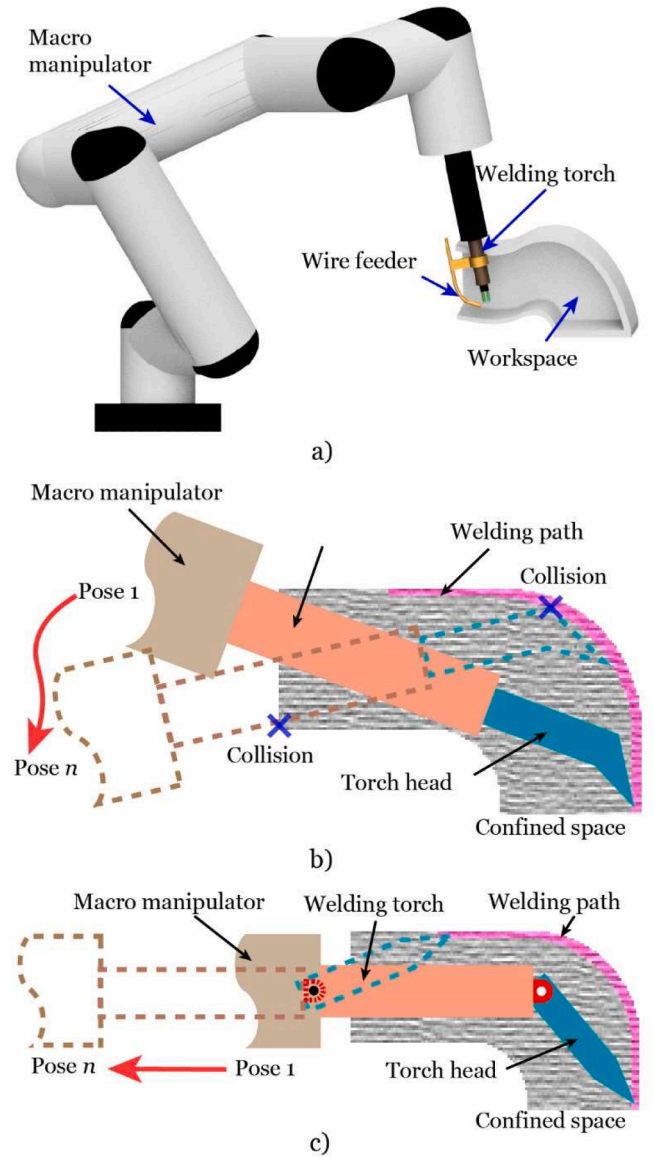 Macro
manipulator
Welding torch
Wire feeder
Workspace
a)
Macro manipulator
Welding path
Pose 1
Collision
Collision
Pose n
Torch head
Confined space
b)
Macro manipulator
Welding torch
Welding path
Pose n
Pose 1
Torch head
Confined space
c)